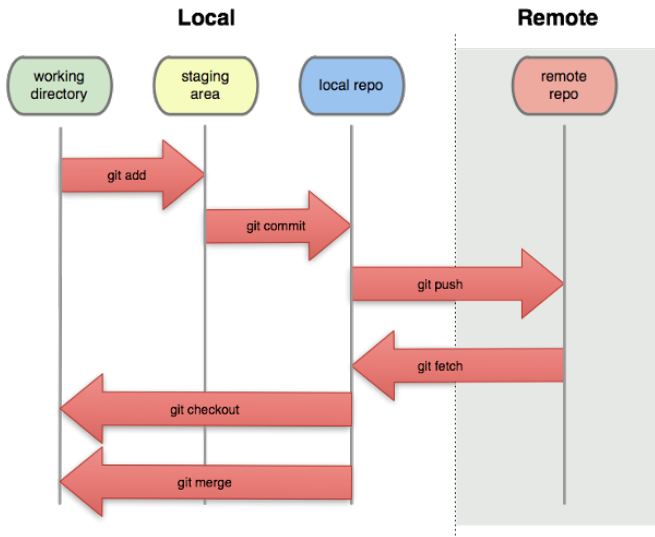 Local
Remote
working
directory
staging
area
local repo
remote
repo
git add
git commit
git push
git fetch
git checkout
git merge